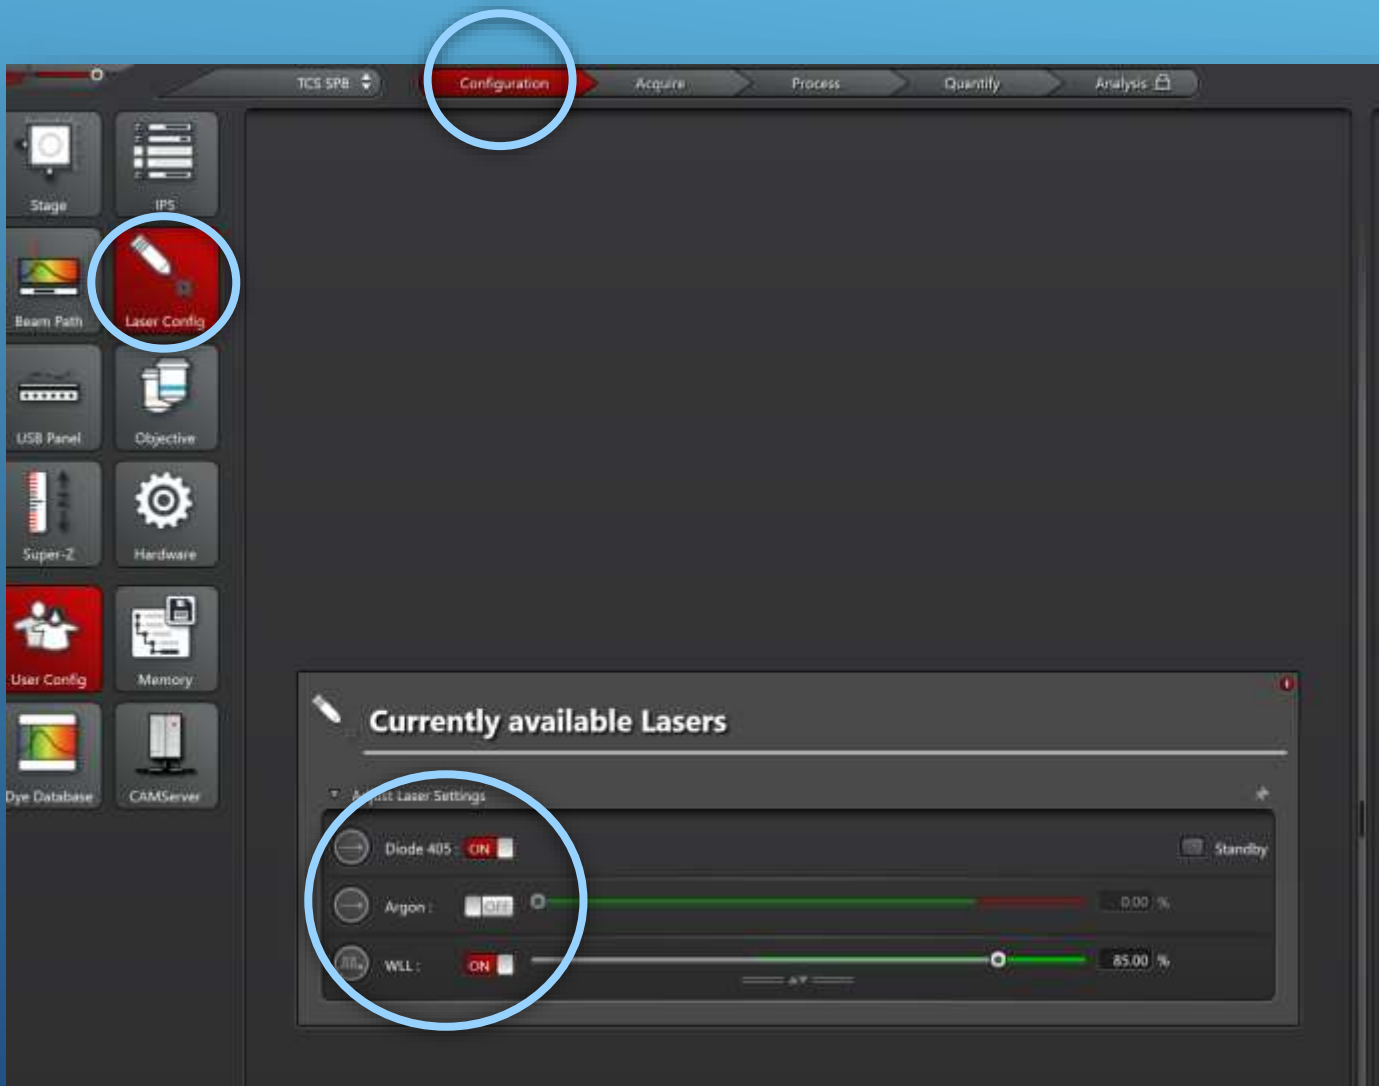 TCS SP8
Configuration
Acquire
Process
Quantify
Analysis
Stage
IPS
Beam Path
Laser Config
USB Panel
Objective
Super-Z
Hardware
User Config
Memory
Dye Database
CAMServer
Currently available Lasers
Adjust Laser Settings
Diode 405 : ON
Standby
Argon : OFF 0.00 %
WLL : ON 85.00 %